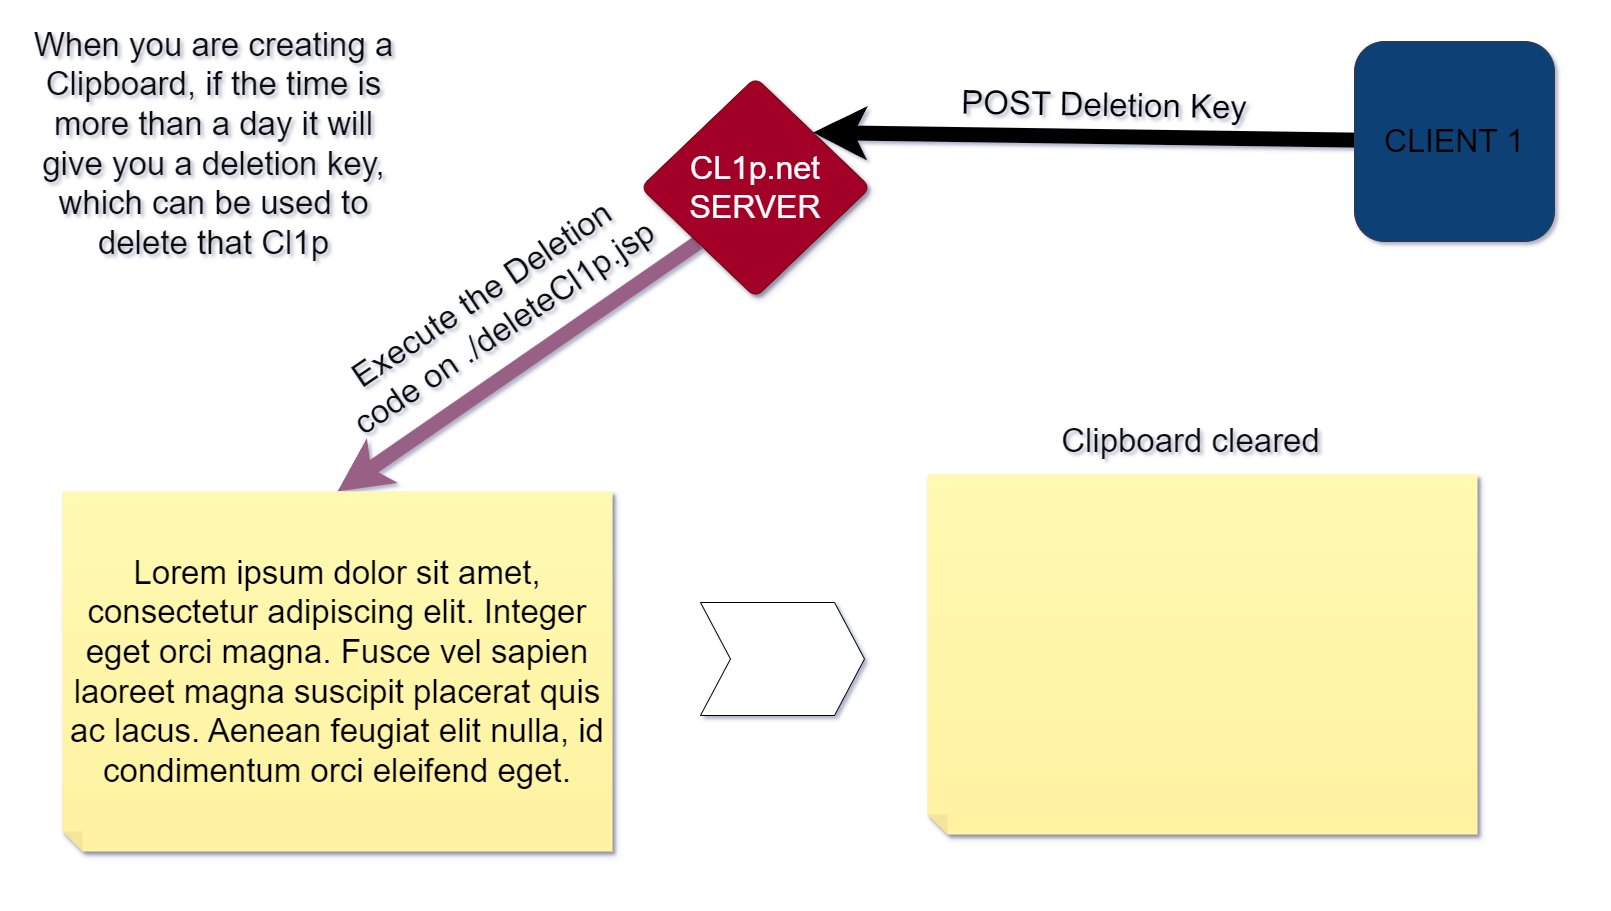 When you are creating a
Clipboard, if the time is
more than a day it will
give you a deletion key,
which can be used to
delete that Cl1p
POST Deletion Key
CLIENT 1
CL1p.net
SERVER
Execute the Deletion
code on ./deleteCl1p.jsp
Clipboard cleared
Lorem ipsum dolor sit amet,
consectetur adipiscing elit. Integer
eget orci magna. Fusce vel sapien
laoreet magna suscipit placerat quis
ac lacus. Aenean feugiat elit nulla, id
condimentum orci eleifend eget.